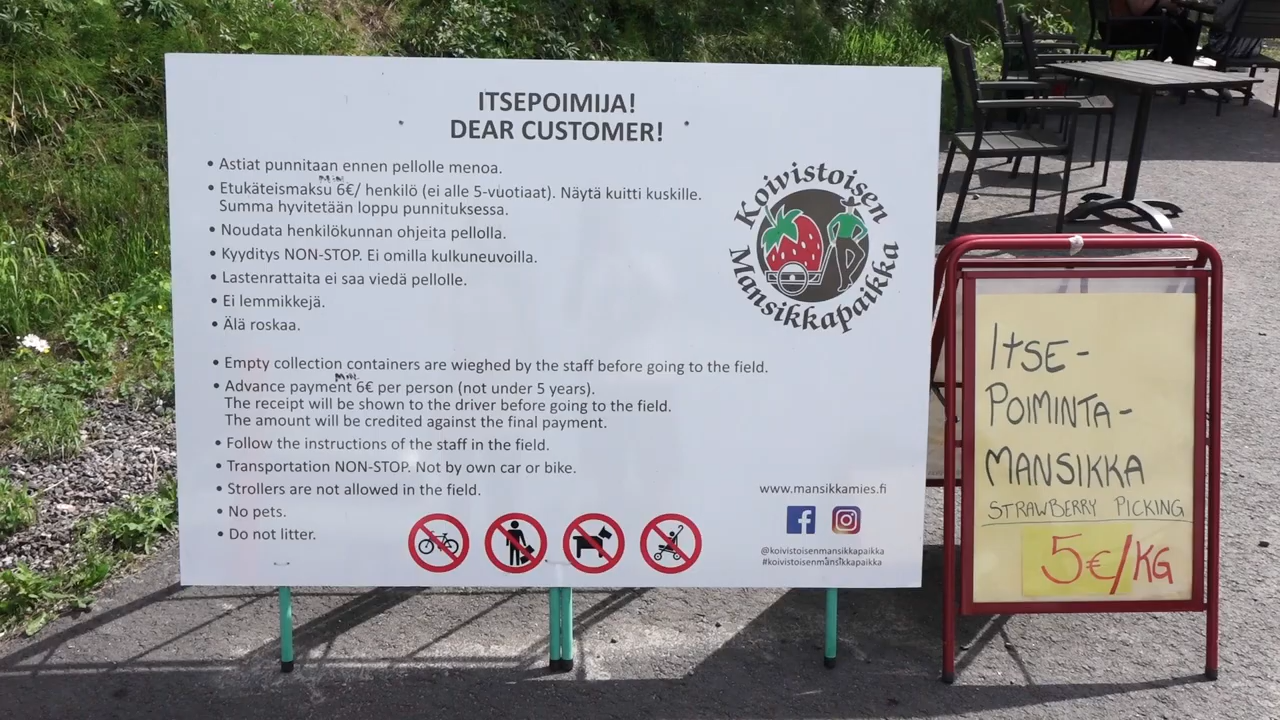 ITSEPOIMIJA!
DEAR CUSTOMER!
• Astiat punnitaan ennen pellolle menoa.
Min
• Etukäteismaksu 6€/ henkilö (ei alle 5-vuotiaat). Näytä kuitti kuskille.
Summa hyvitetään loppu punnituksessa.
• Noudata henkilökunnan ohjeita pellolla.
• Kyyditys NON-STOP. Ei omilla kulkuneuvoilla.
• Lastenrattaita ei saa viedä pellolle.
• Ei lemmikkejä.
• Älä roskaa.
• Empty collection containers are wieghed by the staff before going to the field.
Min.
• Advance payment 6€ per person (not under 5 years).
The receipt will be shown to the driver before going to the field.
The amount will be credited against the final payment.
• Follow the instructions of the staff in the field.
• Transportation NON-STOP. Not by own car or bike.
• Strollers are not allowed in the field.
• No pets.
• Do not litter.
Koivistoisen
Mansikkapaikka
www.mansikkamies.fi
@koivistoisenmansikkapaikka
#koivistoisenmansikkapaikka
ITSE-
POIMINTA-
MANSIKKA
STRAWBERRY PICKING
5€/KG